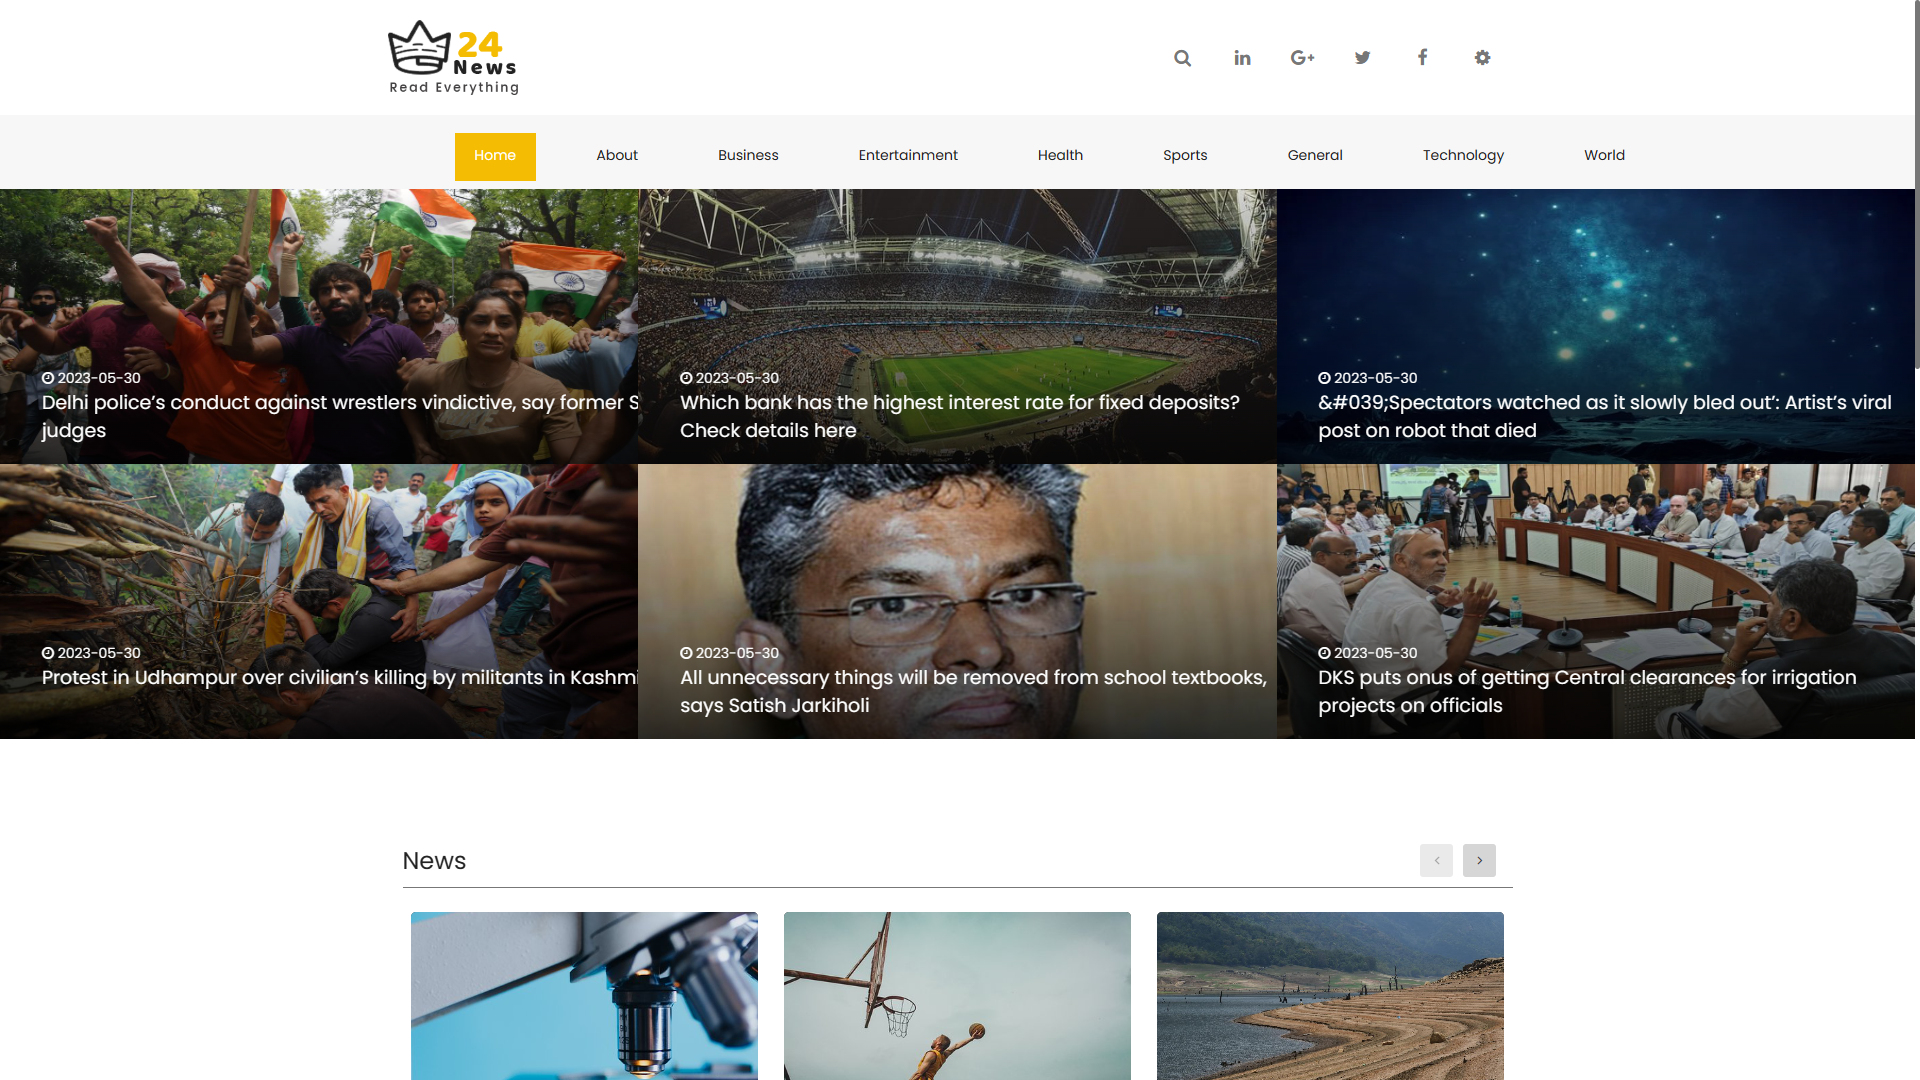 24
News
Read Everything
Home
About
Business
Entertainment
Health
Sports
General
Technology
World
2023-05-30
Delhi police’s conduct against wrestlers vindictive, say former S
judges
2023-05-30
Which bank has the highest interest rate for fixed deposits?
Check details here
2023-05-30
&#039;Spectators watched as it slowly bled out’: Artist’s viral
post on robot that died
2023-05-30
Protest in Udhampur over civilian’s killing by militants in Kashmi
2023-05-30
All unnecessary things will be removed from school textbooks,
says Satish Jarkiholi
2023-05-30
DKS puts onus of getting Central clearances for irrigation
projects on officials
News